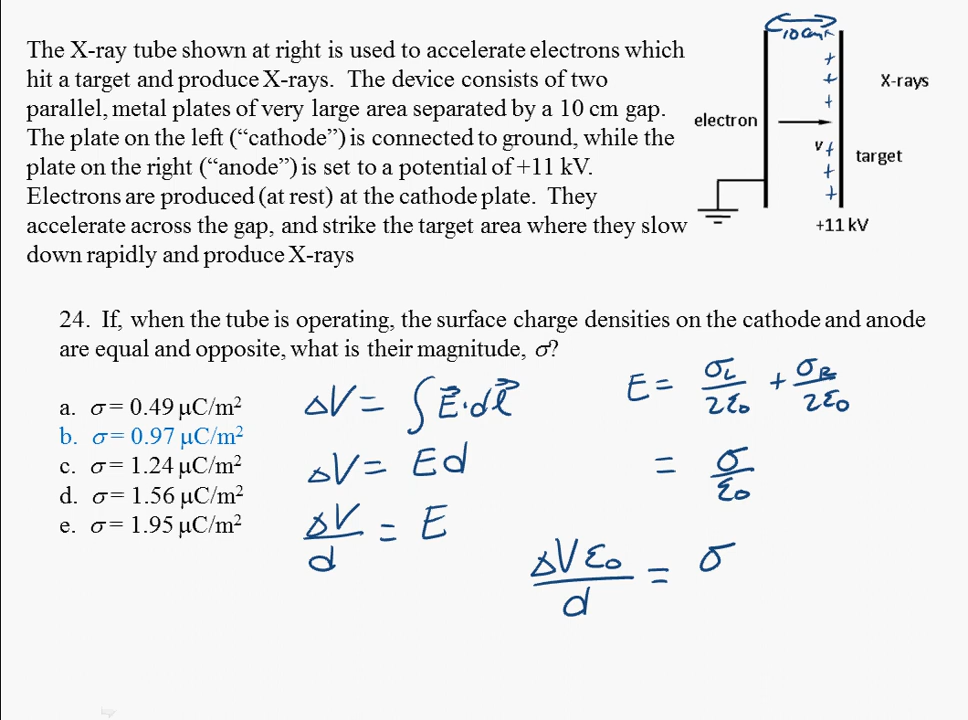 The X-ray tube shown at right is used to accelerate electrons which
hit a target and produce X-rays. The device consists of two
parallel, metal plates of very large area separated by a 10 cm gap.
The plate on the left (“cathode”) is connected to ground, while the
plate on the right (“anode”) is set to a potential of +11 kV.
Electrons are produced (at rest) at the cathode plate. They
accelerate across the gap, and strike the target area where they slow
down rapidly and produce X-rays
10cm
+
+
+
X-rays
electron
v +
target
+
+
+11 kV
24. If, when the tube is operating, the surface charge densities on the cathode and anode
are equal and opposite, what is their magnitude, σ?
a. σ = 0.49 μC/m²
b. σ = 0.97 μC/m²
c. σ = 1.24 μC/m²
d. σ = 1.56 μC/m²
e. σ = 1.95 μC/m²
ΔV = ∫E⃗·dl⃗
ΔV = Ed
ΔV/d = E
E = σL/2ε0 + σR/2ε0
= σ/ε0
ΔVε0/d = σ